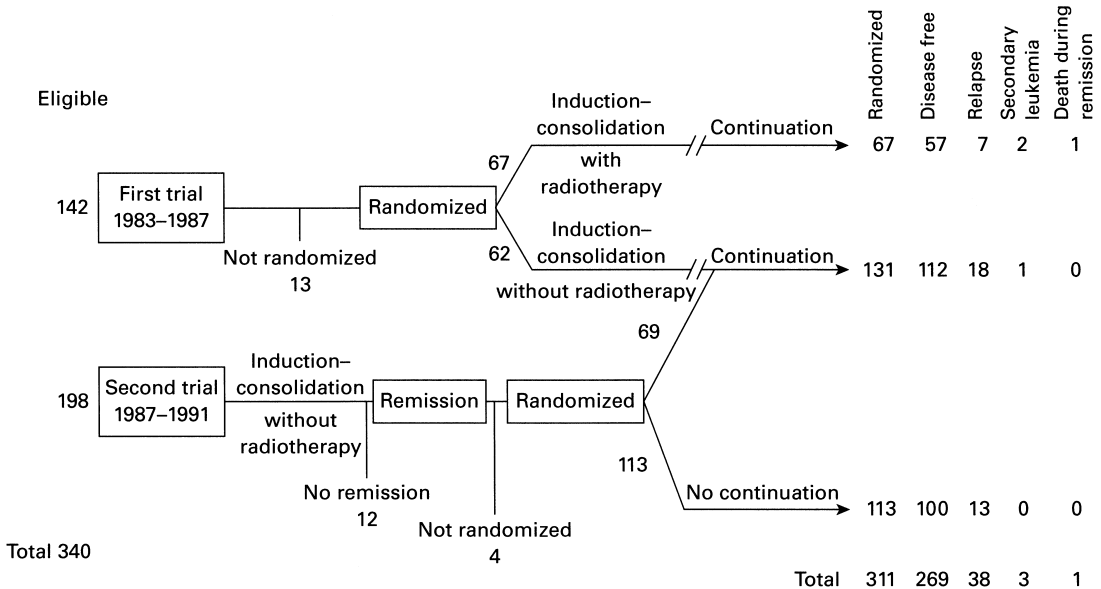 Randomized
Disease free
Relapse
Secondary
leukemia
Death during
remission
Eligible
Induction–
consolidation
Continuation
with
radiotherapy
67
67 57 7 2 1
142
First trial
1983–1987
Randomized
Not randomized
13
62
Induction–
consolidation
Continuation
without radiotherapy
131 112 18 1 0
69
198
Second trial
1987–1991
Induction–
consolidation
without
radiotherapy
Remission
Randomized
No remission
12
Not randomized
4
113
No continuation
113 100 13 0 0
Total 340
Total 311 269 38 3 1